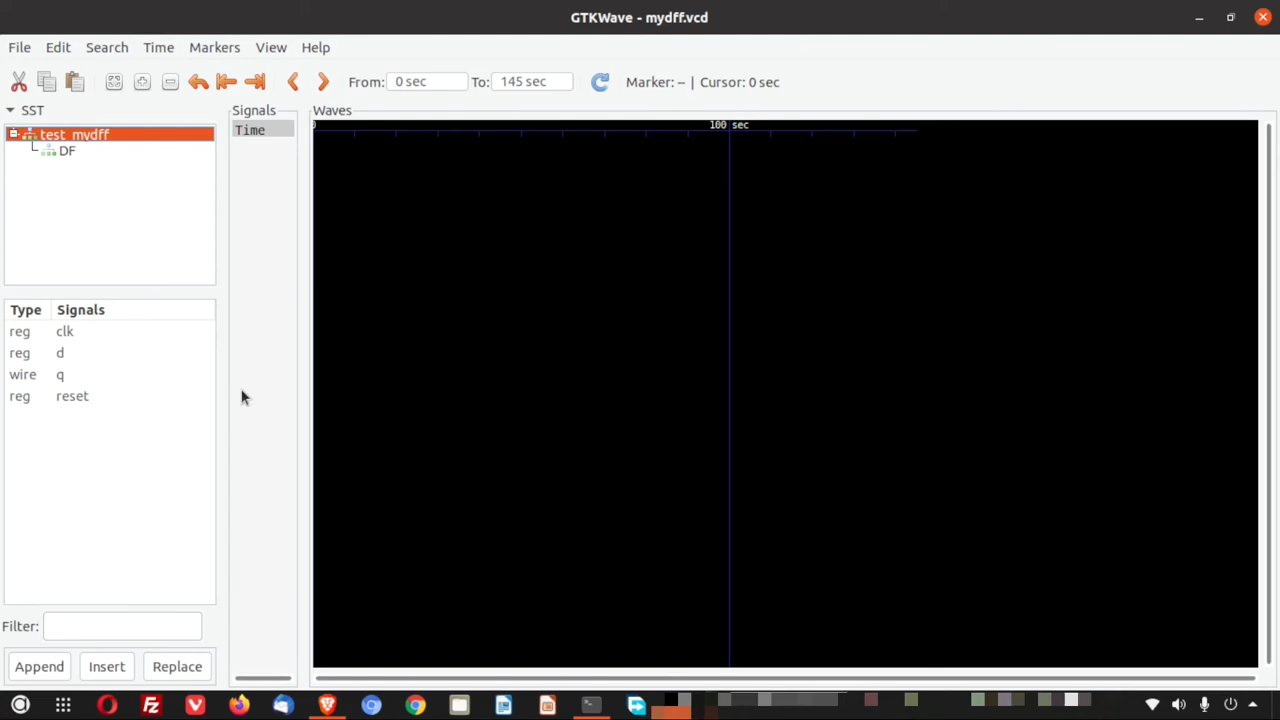 GTKWave - mydff.vcd
File Edit Search Time Markers View Help
From: 0 sec To: 145 sec Marker: -- | Cursor: 0 sec
SST
test_mydff
DF
Type Signals
reg clk
reg d
wire q
reg reset
Filter:
Append Insert Replace
Signals
Time
Waves
0 100 sec